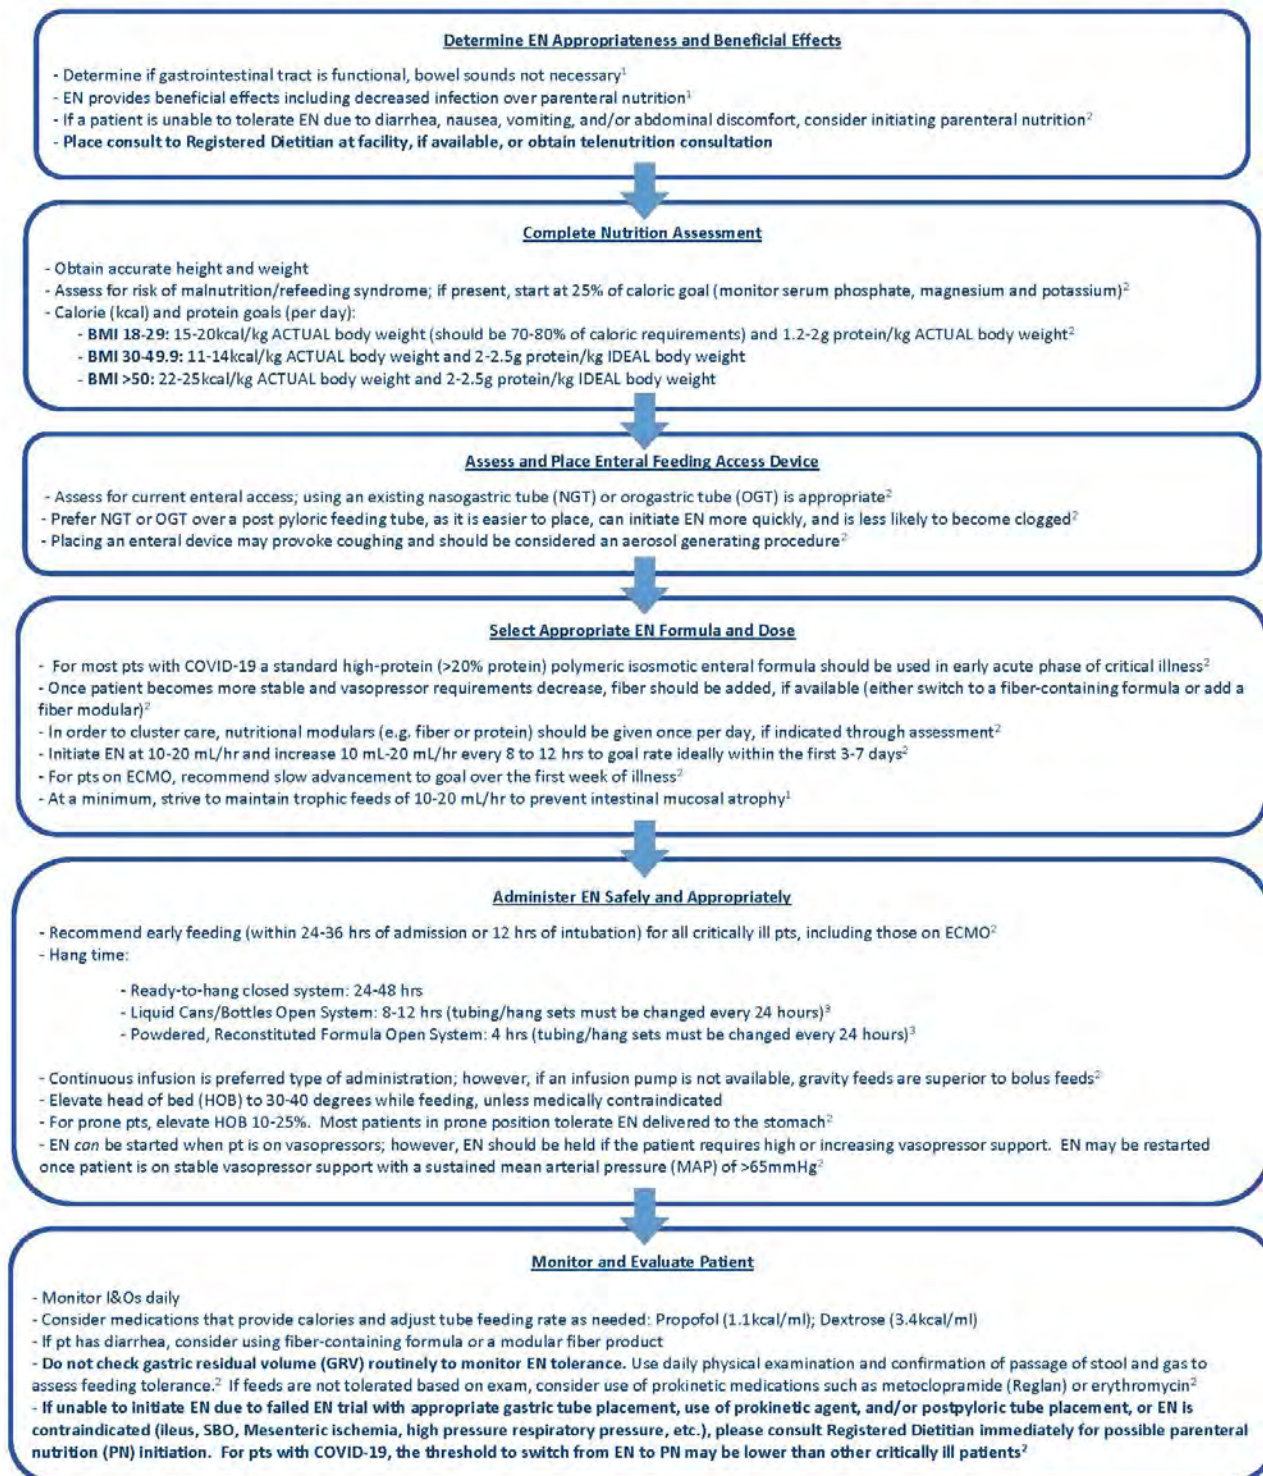 Determine EN Appropriateness and Beneficial Effects
- Determine if gastrointestinal tract is functional, bowel sounds not necessary¹
- EN provides beneficial effects including decreased infection over parenteral nutrition¹
- If a patient is unable to tolerate EN due to diarrhea, nausea, vomiting, and/or abdominal discomfort, consider initiating parenteral nutrition²
- Place consult to Registered Dietitian at facility, if available, or obtain telenutrition consultation
Complete Nutrition Assessment
- Obtain accurate height and weight
- Assess for risk of malnutrition/refeeding syndrome; if present, start at 25% of caloric goal (monitor serum phosphate, magnesium and potassium)²
- Calorie (kcal) and protein goals (per day):
- BMI 18-29: 15-20kcal/kg ACTUAL body weight (should be 70-80% of caloric requirements) and 1.2-2g protein/kg ACTUAL body weight²
- BMI 30-49.9: 11-14kcal/kg ACTUAL body weight and 2-2.5g protein/kg IDEAL body weight
- BMI >50: 22-25kcal/kg ACTUAL body weight and 2-2.5g protein/kg IDEAL body weight
Assess and Place Enteral Feeding Access Device
- Assess for current enteral access; using an existing nasogastric tube (NGT) or orogastric tube (OGT) is appropriate²
- Prefer NGT or OGT over a post pyloric feeding tube, as it is easier to place, can initiate EN more quickly, and is less likely to become clogged²
- Placing an enteral device may provoke coughing and should be considered an aerosol generating procedure²
Select Appropriate EN Formula and Dose
- For most pts with COVID-19 a standard high-protein (>20% protein) polymeric isosmotic enteral formula should be used in early acute phase of critical illness²
- Once patient becomes more stable and vasopressor requirements decrease, fiber should be added, if available (either switch to a fiber-containing formula or add a
fiber modular)²
- In order to cluster care, nutritional modulars (e.g. fiber or protein) should be given once per day, if indicated through assessment²
- Initiate EN at 10-20 mL/hr and increase 10 mL-20 mL/hr every 8 to 12 hrs to goal rate ideally within the first 3-7 days²
- For pts on ECMO, recommend slow advancement to goal over the first week of illness²
- At a minimum, strive to maintain trophic feeds of 10-20 mL/hr to prevent intestinal mucosal atrophy¹
Administer EN Safely and Appropriately
- Recommend early feeding (within 24-36 hrs of admission or 12 hrs of intubation) for all critically ill pts, including those on ECMO²
- Hang time:
- Ready-to-hang closed system: 24-48 hrs
- Liquid Cans/Bottles Open System: 8-12 hrs (tubing/hang sets must be changed every 24 hours)³
- Powdered, Reconstituted Formula Open System: 4 hrs (tubing/hang sets must be changed every 24 hours)³
- Continuous infusion is preferred type of administration; however, if an infusion pump is not available, gravity feeds are superior to bolus feeds²
- Elevate head of bed (HOB) to 30-40 degrees while feeding, unless medically contraindicated
- For prone pts, elevate HOB 10-25%.  Most patients in prone position tolerate EN delivered to the stomach²
- EN can be started when pt is on vasopressors; however, EN should be held if the patient requires high or increasing vasopressor support.  EN may be restarted
once patient is on stable vasopressor support with a sustained mean arterial pressure (MAP) of >65mmHg²
Monitor and Evaluate Patient
- Monitor I&Os daily
- Consider medications that provide calories and adjust tube feeding rate as needed: Propofol (1.1kcal/ml); Dextrose (3.4kcal/ml)
- If pt has diarrhea, consider using fiber-containing formula or a modular fiber product
- Do not check gastric residual volume (GRV) routinely to monitor EN tolerance. Use daily physical examination and confirmation of passage of stool and gas to
assess feeding tolerance.²  If feeds are not tolerated based on exam, consider use of prokinetic medications such as metoclopramide (Reglan) or erythromycin²
- If unable to initiate EN due to failed EN trial with appropriate gastric tube placement, use of prokinetic agent, and/or postpyloric tube placement, or EN is
contraindicated (ileus, SBO, Mesenteric ischemia, high pressure respiratory pressure, etc.), please consult Registered Dietitian immediately for possible parenteral
nutrition (PN) initiation.  For pts with COVID-19, the threshold to switch from EN to PN may be lower than other critically ill patients²